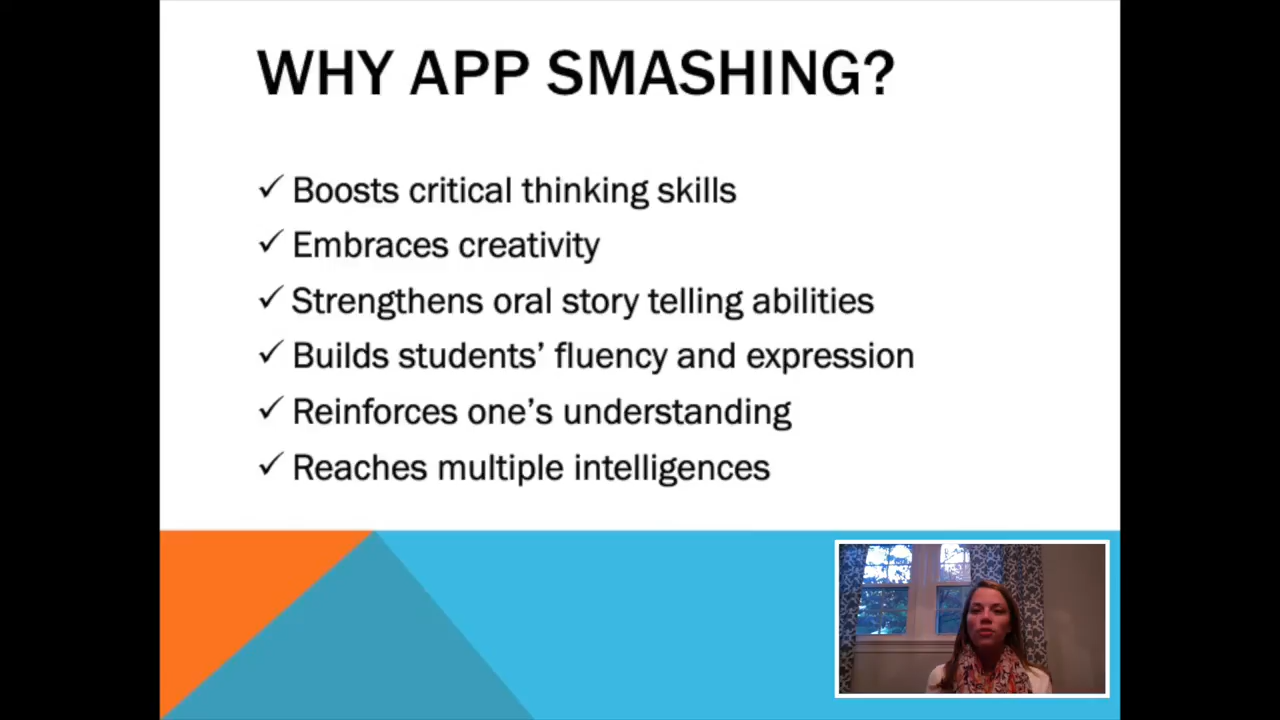 WHY APP SMASHING?
✓ Boosts critical thinking skills
✓ Embraces creativity
✓ Strengthens oral story telling abilities
✓ Builds students’ fluency and expression
✓ Reinforces one’s understanding
✓ Reaches multiple intelligences